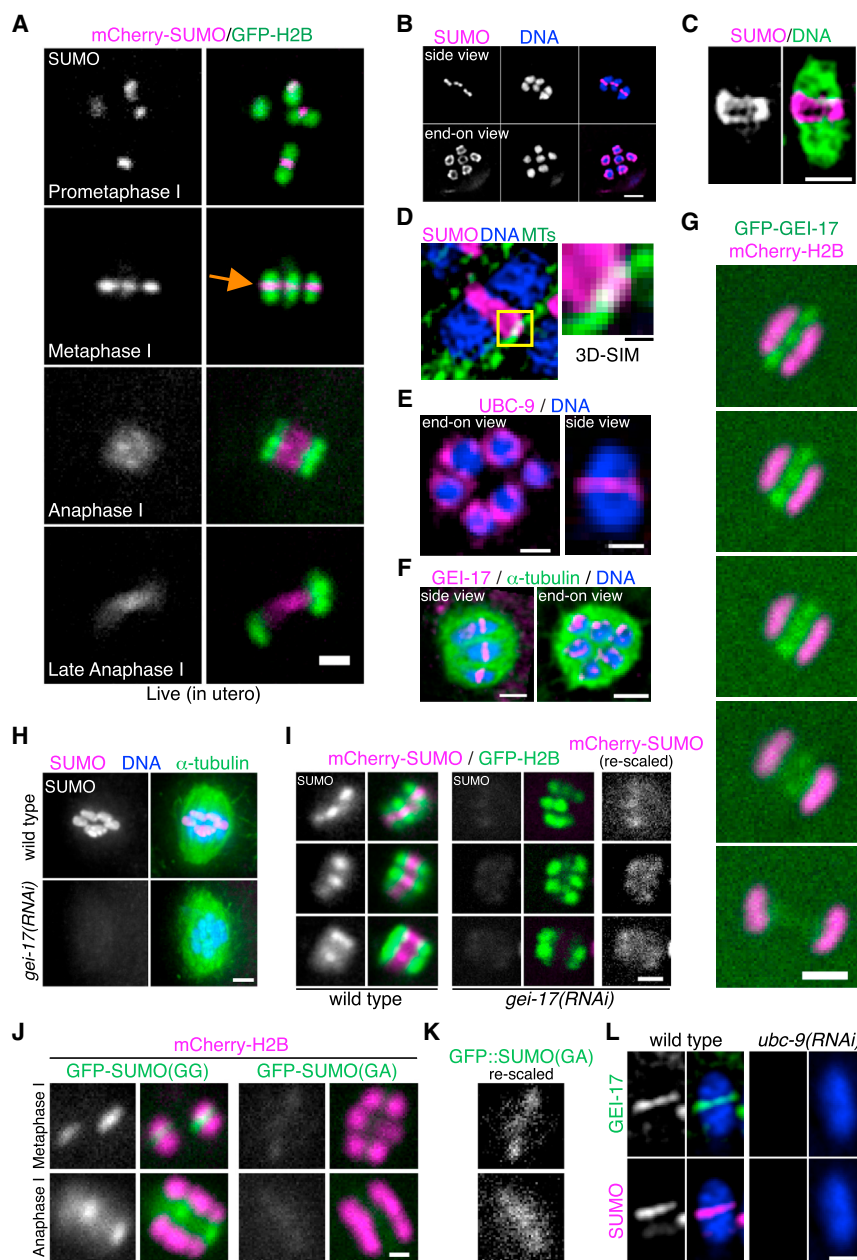 A
mCherry-SUMO/GFP-H2B
SUMO
Prometaphase I
Metaphase I
Anaphase I
Late Anaphase I
Live (in utero)
B
SUMO DNA
side view
end-on view
C
SUMO/DNA
D
SUMO DNA MTs
3D-SIM
E
UBC-9 / DNA
end-on view
side view
F
GEI-17 / α-tubulin / DNA
side view
end-on view
G
GFP-GEI-17
mCherry-H2B
H
SUMO DNA α-tubulin
SUMO
wild type
gei-17(RNAi)
I
mCherry-SUMO / GFP-H2B
mCherry-SUMO
(re-scaled)
SUMO
SUMO
wild type
gei-17(RNAi)
J
mCherry-H2B
GFP-SUMO(GG)
GFP-SUMO(GA)
Metaphase I
Anaphase I
K
GFP::SUMO(GA)
re-scaled
L
wild type
ubc-9(RNAi)
GEI-17
SUMO